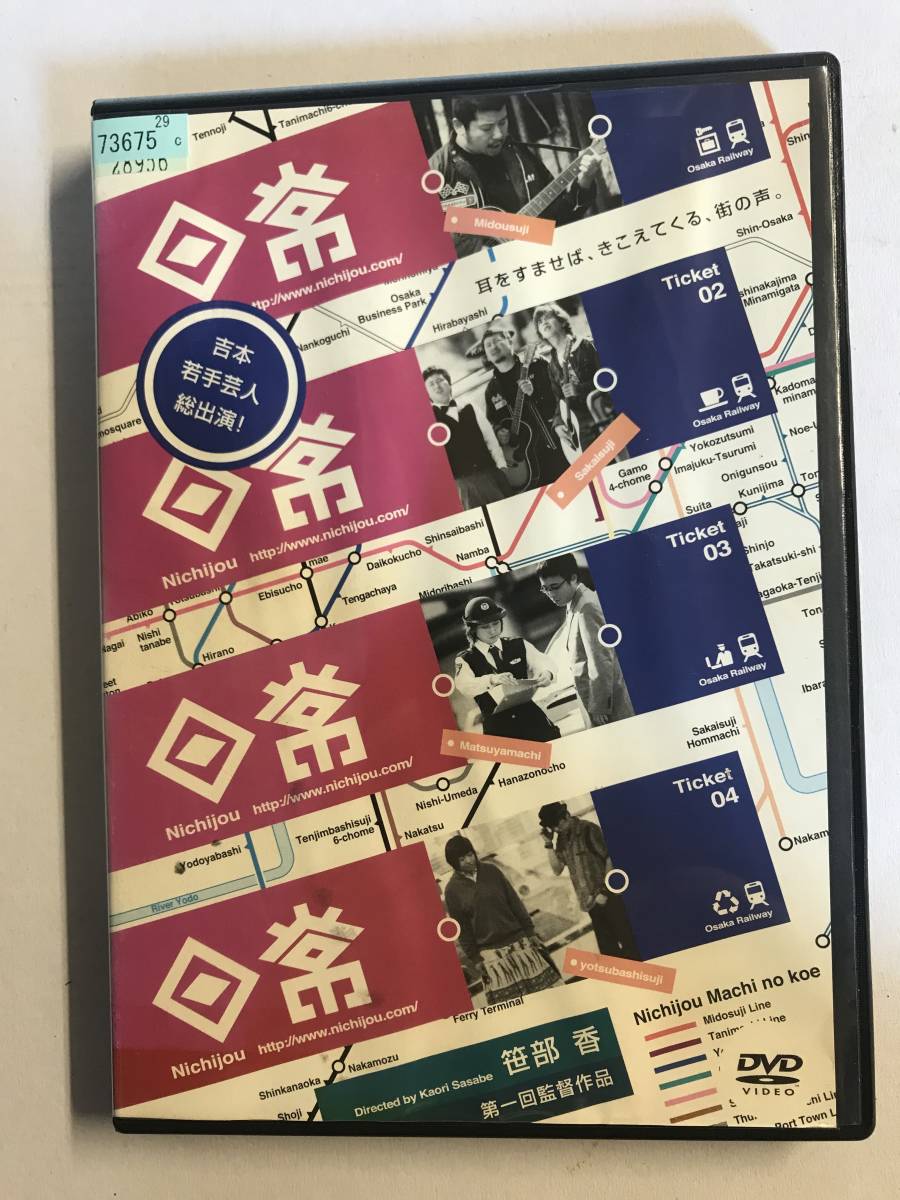 73675
29
c
28956
Tennoji
日常
http://www.nichijou.com/
Midousuji
Osaka Railway
耳をすませば、きこえてくる、街の声。
Shin-Osaka
Osaka
Business Park
Hirabayashi
Nankoguchi
吉本
若手芸人
総出演!
Ticket
02
Minamigata
Osaka Railway
日常
Nichijou
http://www.nichijou.com/
Sakaisuji
Gamo
4-chome
Yokozutsumi
Imajuku-Tsurumi
Onigunsou
Kunijima
Suita
Shinsaibashi
Daikokucho
Namba
Ebisucho
Tengachaya
Midoribashi
Abiko
Nagai
Nishi
tanabe
Hirano
Ticket
03
Shinjo
Takatsuki-shi
Osaka Railway
日常
Nichijou
http://www.nichijou.com/
Matsuyamachi
Sakaisuji
Hommachi
Hanazonocho
Nishi-Umeda
Tenjimbashisuji
6-chome
Nakatsu
Yodoyabashi
River Yodo
Ticket
04
Osaka Railway
日常
Nichijou
http://www.nichijou.com/
yotsubashisuji
Ferry Terminal
Nakamozu
Shinkanaoka
Shoji
Nichijou Machi no koe
Midosuji Line
Directed by Kaori Sasabe
笹部 香
第一回監督作品
DVD
VIDEO
Port Town